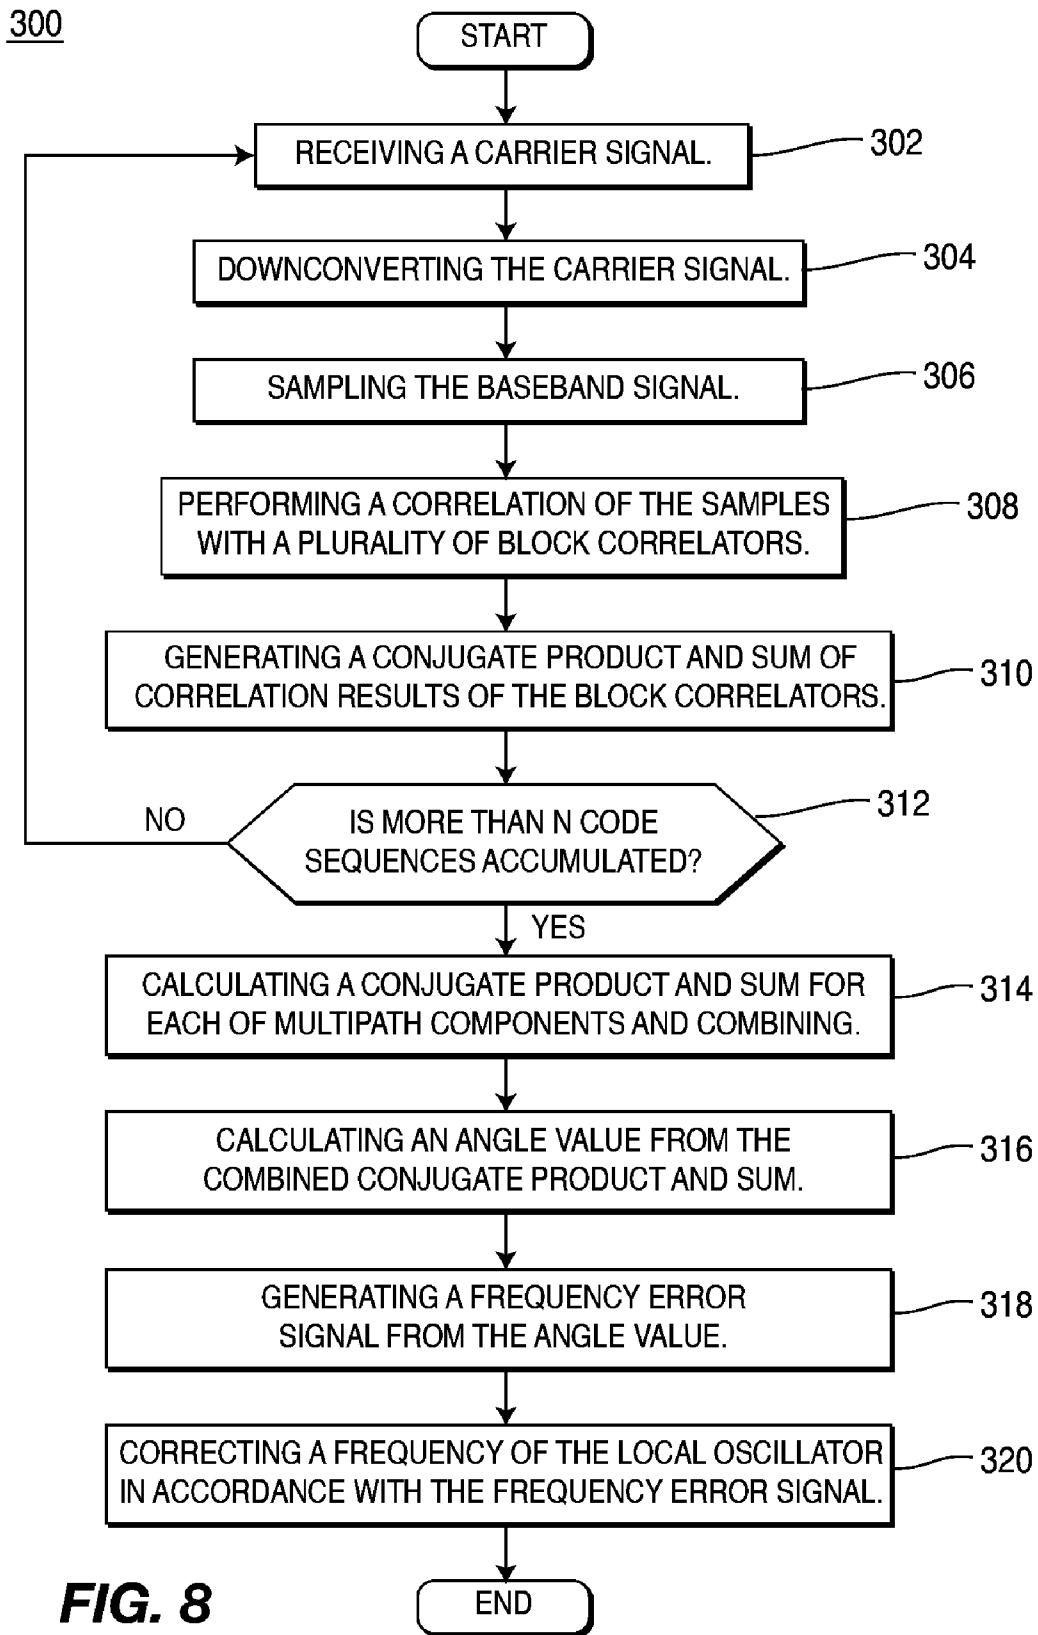 300
START
RECEIVING A CARRIER SIGNAL.
302
DOWNCONVERTING THE CARRIER SIGNAL.
304
SAMPLING THE BASEBAND SIGNAL.
306
PERFORMING A CORRELATION OF THE SAMPLES
WITH A PLURALITY OF BLOCK CORRELATORS.
308
GENERATING A CONJUGATE PRODUCT AND SUM OF
CORRELATION RESULTS OF THE BLOCK CORRELATORS.
310
NO
IS MORE THAN N CODE
SEQUENCES ACCUMULATED?
312
YES
CALCULATING A CONJUGATE PRODUCT AND SUM FOR
EACH OF MULTIPATH COMPONENTS AND COMBINING.
314
CALCULATING AN ANGLE VALUE FROM THE
COMBINED CONJUGATE PRODUCT AND SUM.
316
GENERATING A FREQUENCY ERROR
SIGNAL FROM THE ANGLE VALUE.
318
CORRECTING A FREQUENCY OF THE LOCAL OSCILLATOR
IN ACCORDANCE WITH THE FREQUENCY ERROR SIGNAL.
320
END
FIG. 8